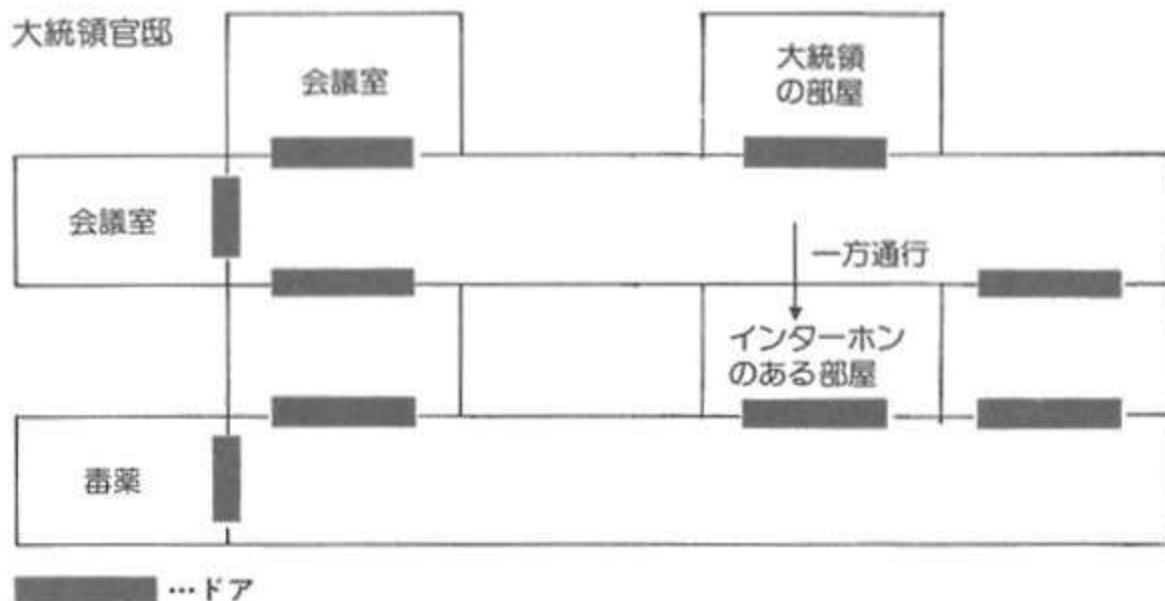 大統領官邸
会議室
大統領
の部屋
会議室
一方通行
インターホン
のある部屋
毒薬
…ドア